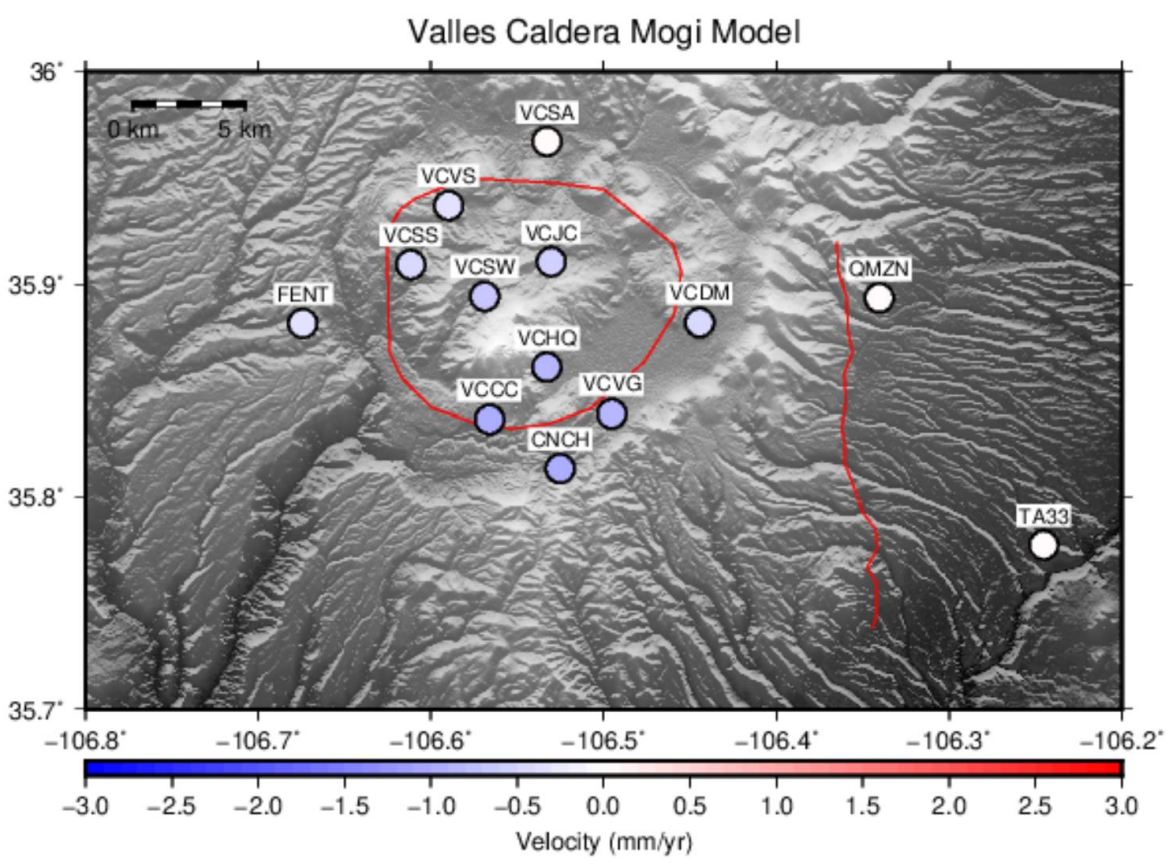 Valles Caldera Mogi Model
36°
0 km 5 km
VCSA
VCVS
VCSS
VCJC
VCSW
35.9°
QMZN
FENT
VCDM
VCHQ
VCCC
VCVG
CNCH
35.8°
TA33
35.7°
−106.8° −106.7° −106.6° −106.5° −106.4° −106.3° −106.2°
−3.0 −2.5 −2.0 −1.5 −1.0 −0.5 0.0 0.5 1.0 1.5 2.0 2.5 3.0
Velocity (mm/yr)